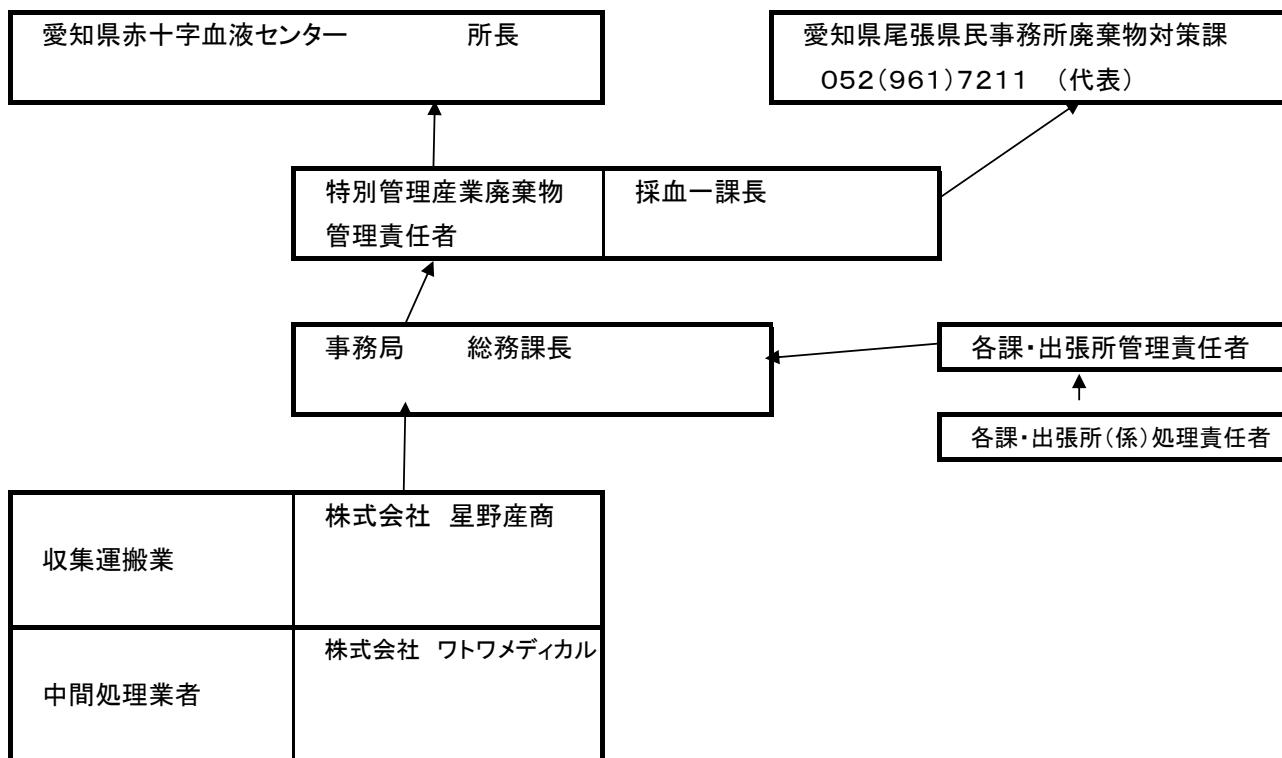 愛知県赤十字血液センター　　　　所長
愛知県尾張県民事務所廃棄物対策課
052(961)7211　(代表)
特別管理産業廃棄物
管理責任者
採血一課長
事務局　　総務課長
各課・出張所管理責任者
各課・出張所(係)処理責任者
収集運搬業
株式会社　星野産商
中間処理業者
株式会社　ワトワメディカル